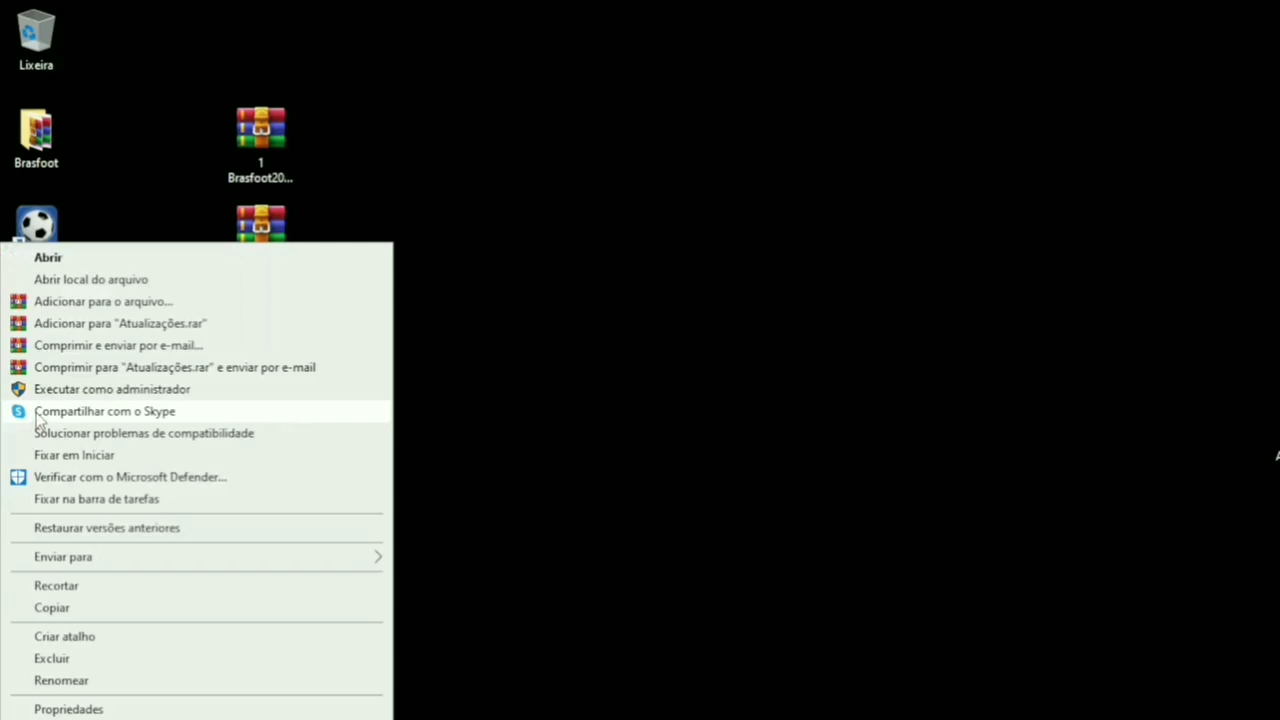 Lixeira
Brasfoot
1
Brasfoot20...
Abrir
Abrir local do arquivo
Adicionar para o arquivo...
Adicionar para "Atualizações.rar"
Comprimir e enviar por e-mail...
Comprimir para "Atualizações.rar" e enviar por e-mail
Executar como administrador
Compartilhar com o Skype
Solucionar problemas de compatibilidade
Fixar em Iniciar
Verificar com o Microsoft Defender...
Fixar na barra de tarefas
Restaurar versões anteriores
Enviar para
Recortar
Copiar
Criar atalho
Excluir
Renomear
Propriedades